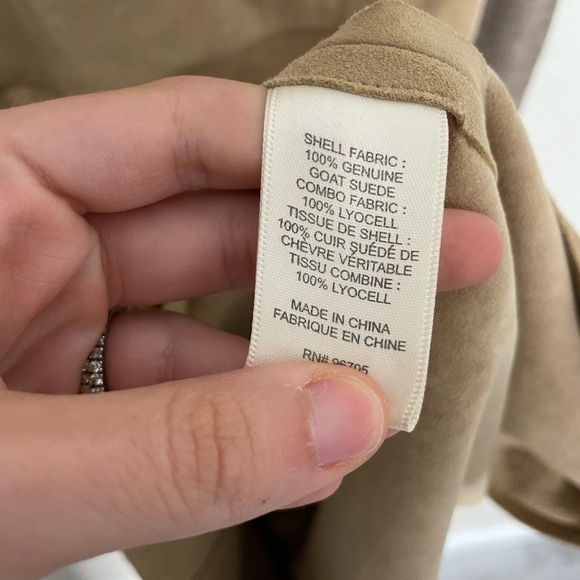 SHELL FABRIC :
100% GENUINE
GOAT SUEDE
COMBO FABRIC :
100% LYOCELL
TISSUE DE SHELL :
100% CUIR SUÉDÉ DE
CHÈVRE VÉRITABLE
TISSU COMBINE :
100% LYOCELL
MADE IN CHINA
FABRIQUE EN CHINE
RN# 96705